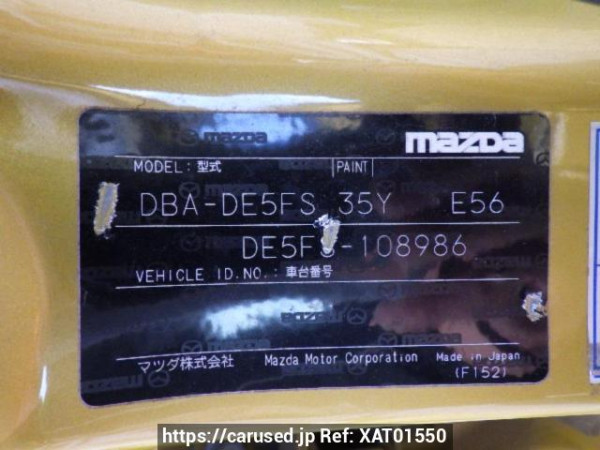 mazda
MODEL: 型式 PAINT
DBA-DE5FS 35Y E56
DE5FS-108986
VEHICLE ID.NO.: 車台番号
マツダ株式会社 Mazda Motor Corporation Made in Japan
(F152)
https://carused.jp Ref: XAT01550